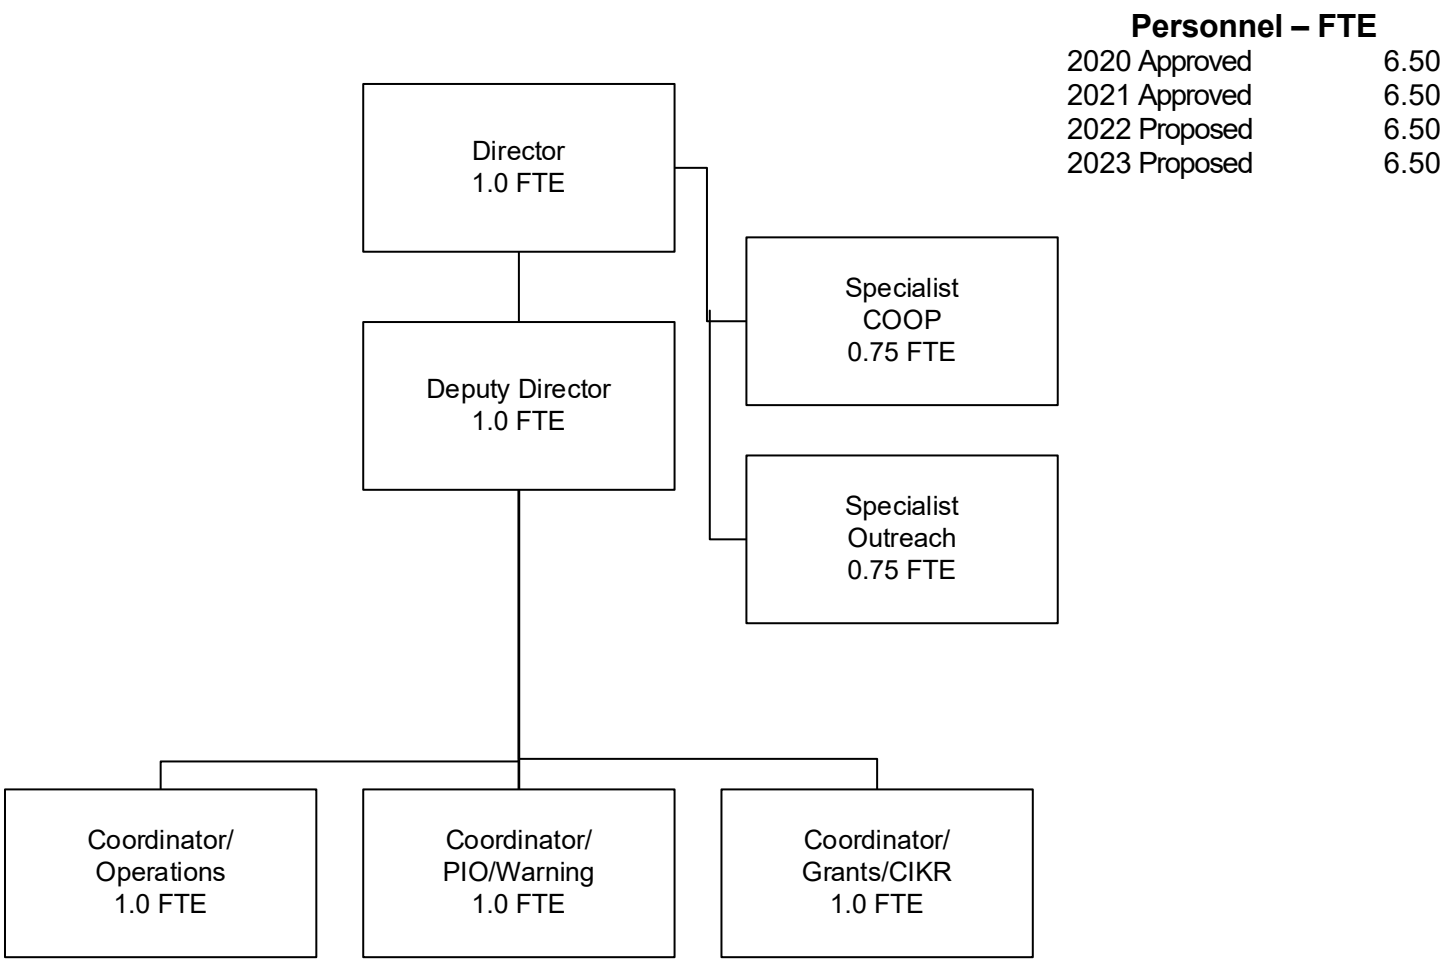 Personnel – FTE
2020 Approved 6.50
2021 Approved 6.50
2022 Proposed 6.50
2023 Proposed 6.50
Director
1.0 FTE
Specialist
COOP
0.75 FTE
Deputy Director
1.0 FTE
Specialist
Outreach
0.75 FTE
Coordinator/
Operations
1.0 FTE
Coordinator/
PIO/Warning
1.0 FTE
Coordinator/
Grants/CIKR
1.0 FTE